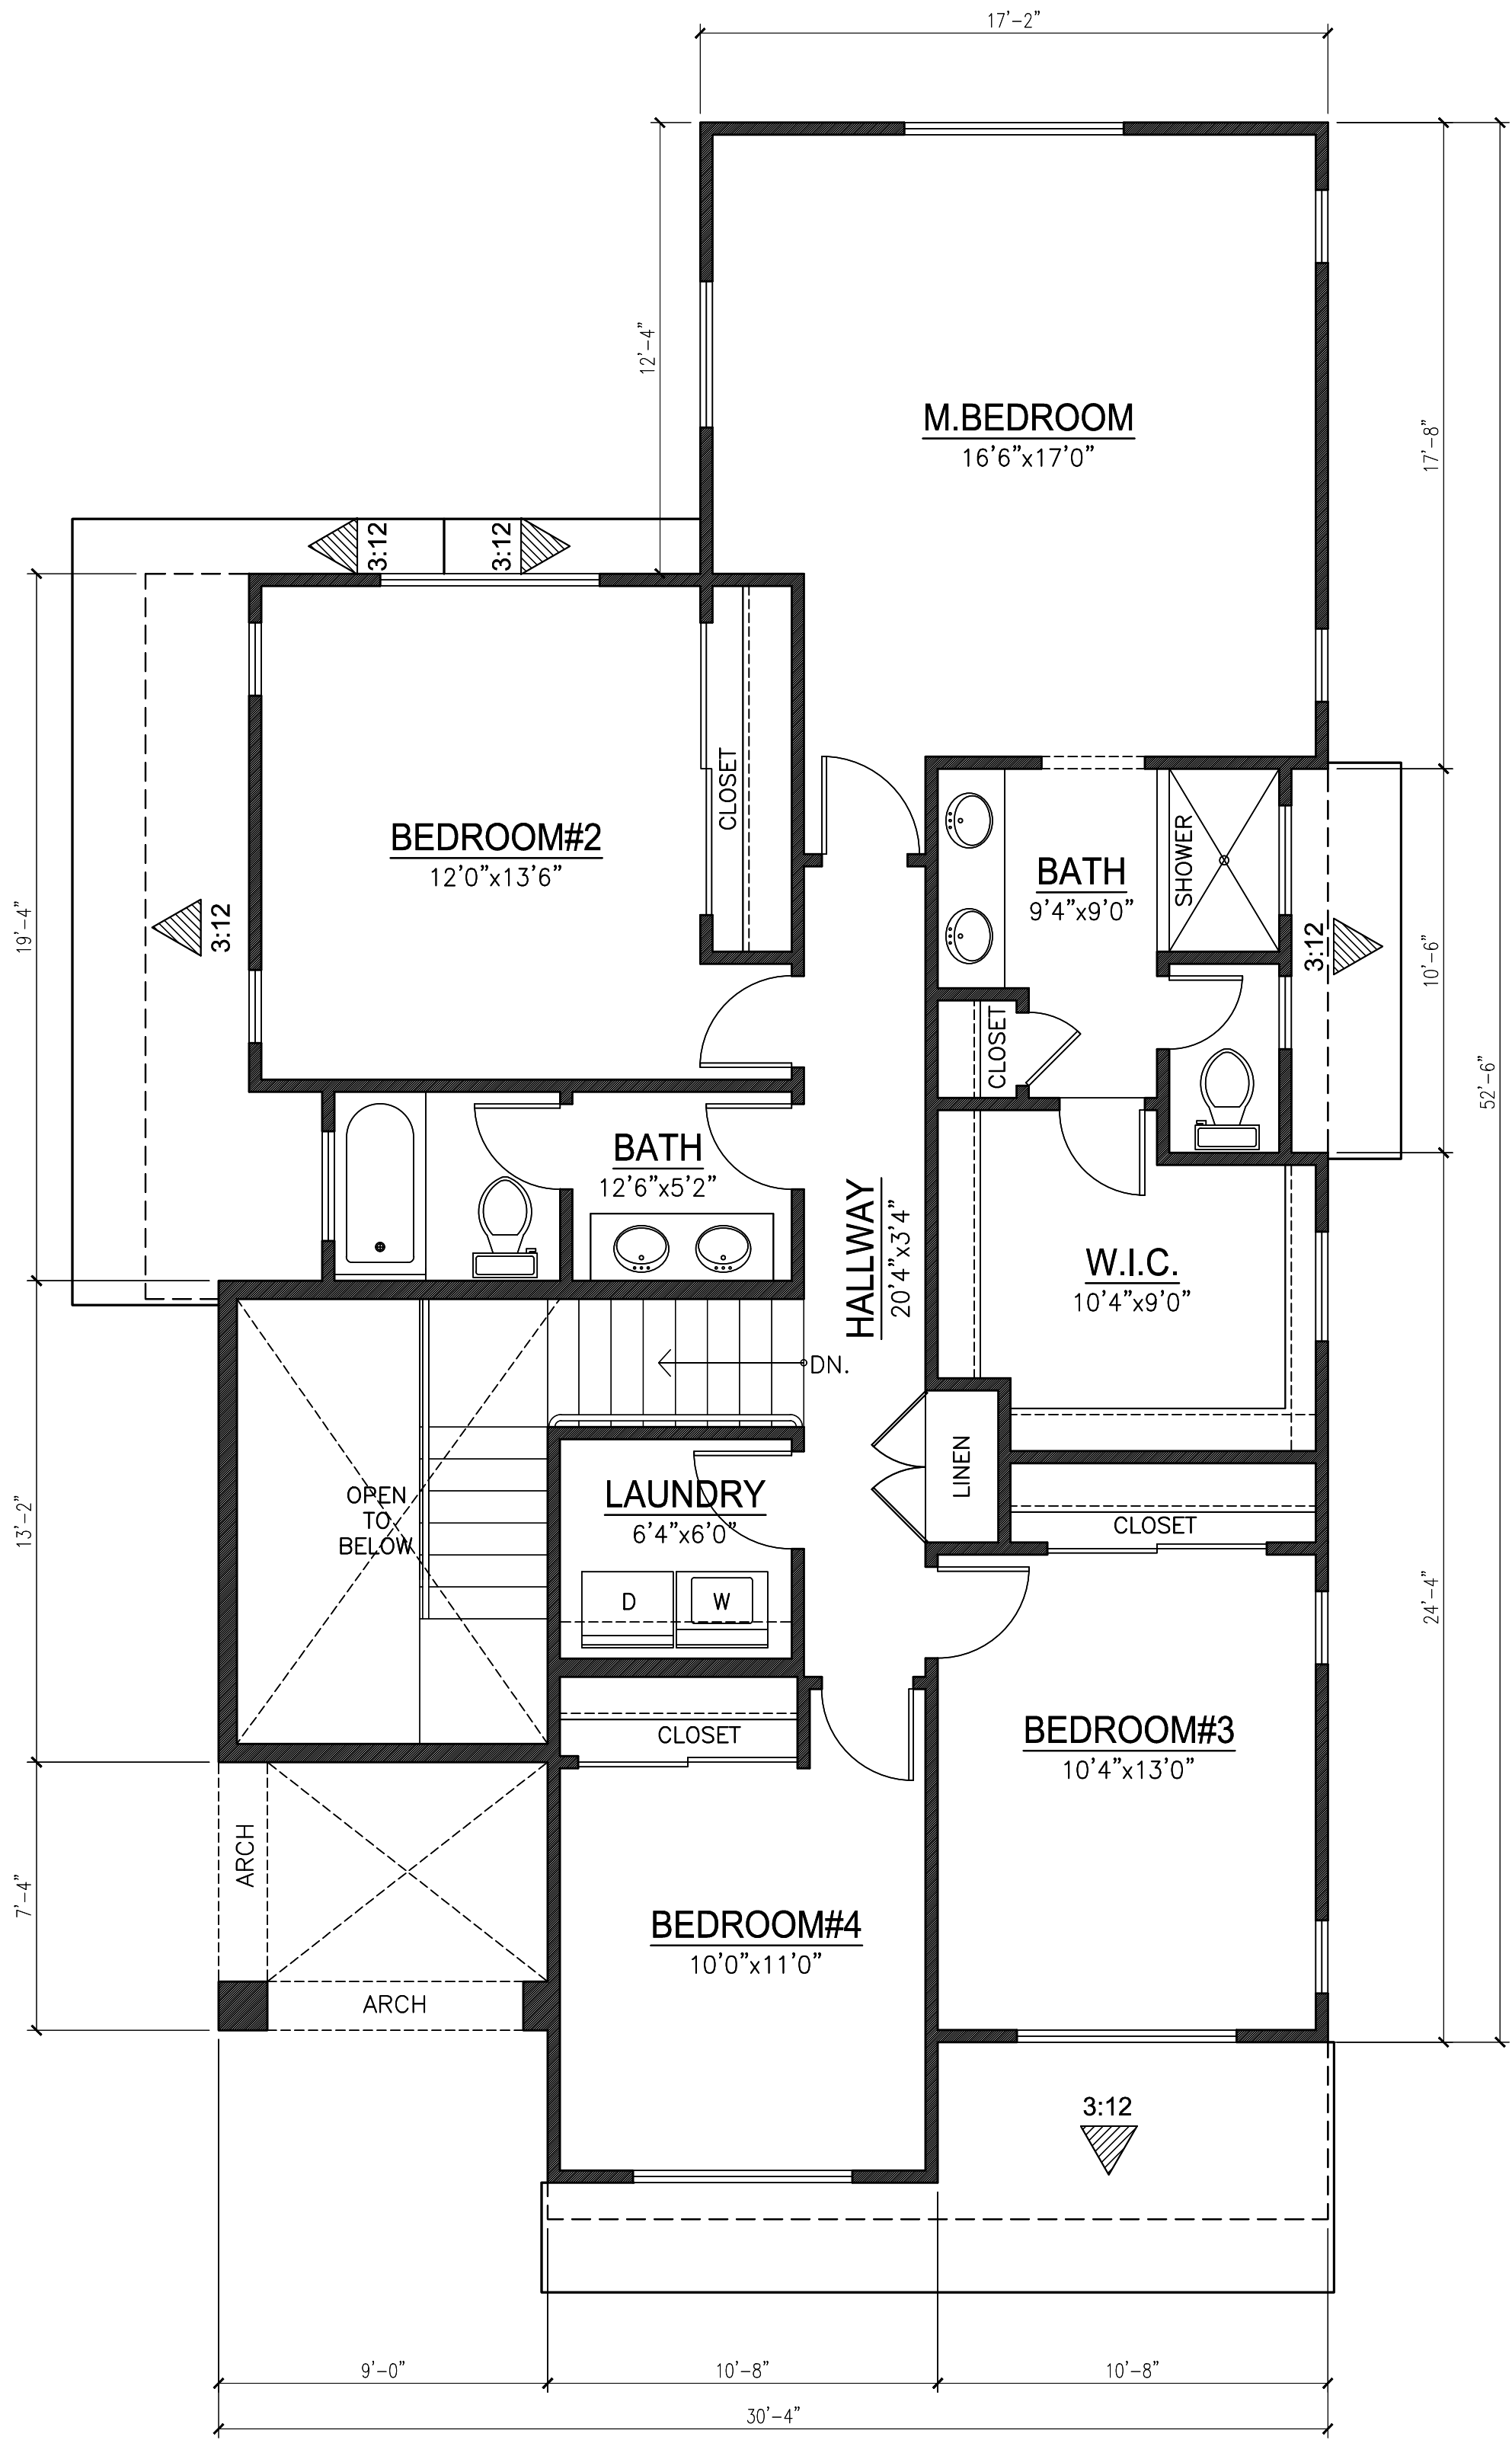 17'-2"
12'-4"
M.BEDROOM
16'6"x17'0"
17'-8"
3:12
3:12
CLOSET
BEDROOM#2
12'0"x13'6"
SHOWER
BATH
9'4"x9'0"
19'-4"
3:12
3:12
10'-6"
CLOSET
52'-6"
BATH
12'6"x5'2"
HALLWAY
20'4"x3'4"
W.I.C.
10'4"x9'0"
DN.
LINEN
OPEN
TO
BELOW
LAUNDRY
6'4"x6'0"
CLOSET
13'-2"
D
W
24'-4"
CLOSET
BEDROOM#3
10'4"x13'0"
ARCH
7'-4"
BEDROOM#4
10'0"x11'0"
ARCH
3:12
9'-0"
10'-8"
10'-8"
30'-4"